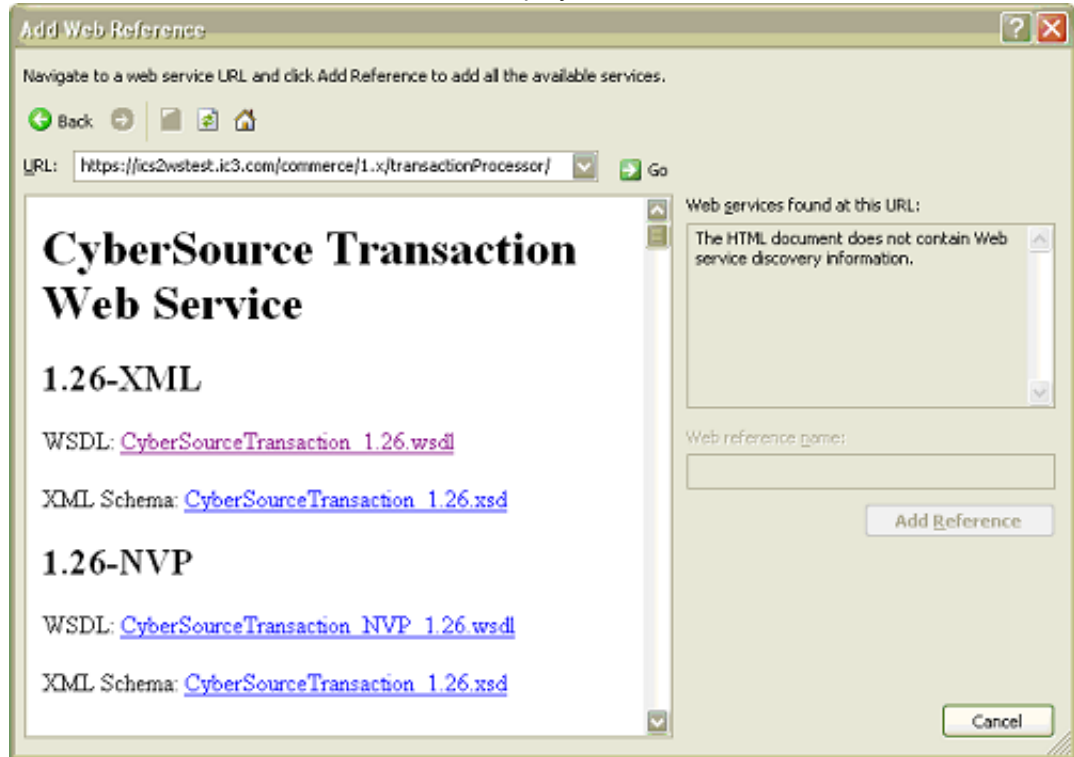 Add Web Reference
Navigate to a web service URL and click Add Reference to add all the available services.
Back
URL: https://ics2wstest.ic3.com/commerce/1.x/transactionProcessor/ Go
CyberSource Transaction
Web Service
1.26-XML
WSDL: CyberSourceTransaction_1.26.wsdl
XML Schema: CyberSourceTransaction_1.26.xsd
1.26-NVP
WSDL: CyberSourceTransaction_NVP_1.26.wsdl
XML Schema: CyberSourceTransaction_1.26.xsd
Web services found at this URL:
The HTML document does not contain Web
service discovery information.
Web reference name:
Add Reference
Cancel